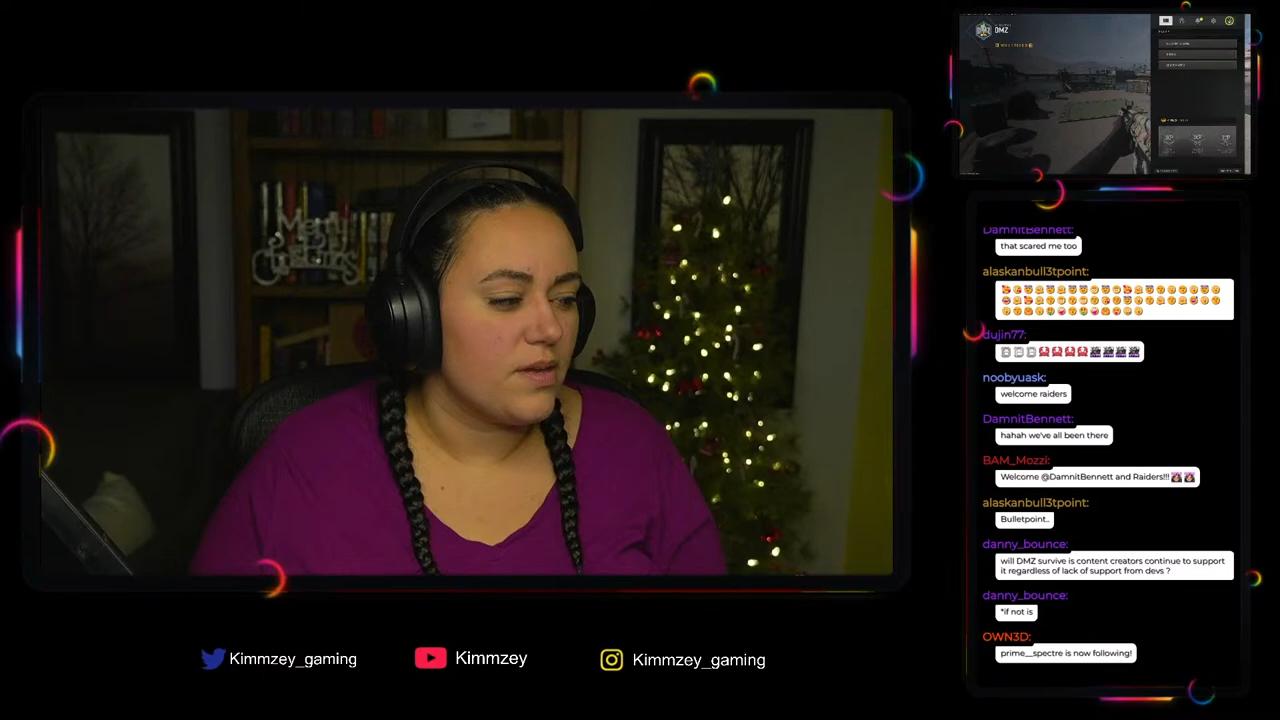 DMZ
Merry
Christmas
DamnitBennett:
that scared me too
alaskanbull3tpoint:
dujin77:
noobyuask:
welcome raiders
DamnitBennett:
hahah we've all been there
BAM_Mozzi:
Welcome @DamnitBennett and Raiders!!!
alaskanbull3tpoint:
Bulletpoint..
danny_bounce:
will DMZ survive is content creators continue to support
it regardless of lack of support from devs ?
danny_bounce:
*if not is
OWN3D:
prime__spectre is now following!
Kimmzey_gaming
Kimmzey
Kimmzey_gaming